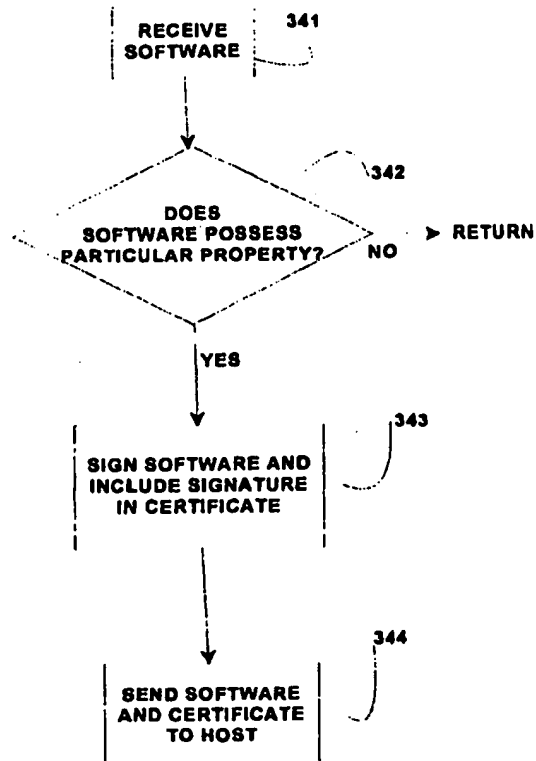 RECEIVE
SOFTWARE
341
342
DOES
SOFTWARE POSSESS
PARTICULAR PROPERTY?
NO
RETURN
YES
343
SIGN SOFTWARE AND
INCLUDE SIGNATURE
IN CERTIFICATE
344
SEND SOFTWARE
AND CERTIFICATE
TO HOST